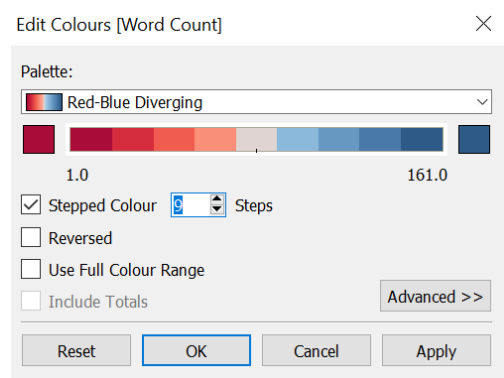 Edit Colours [Word Count]
Palette:
Red-Blue Diverging
1.0 161.0
Stepped Colour 9 Steps
Reversed
Use Full Colour Range
Include Totals Advanced >>
Reset OK Cancel Apply